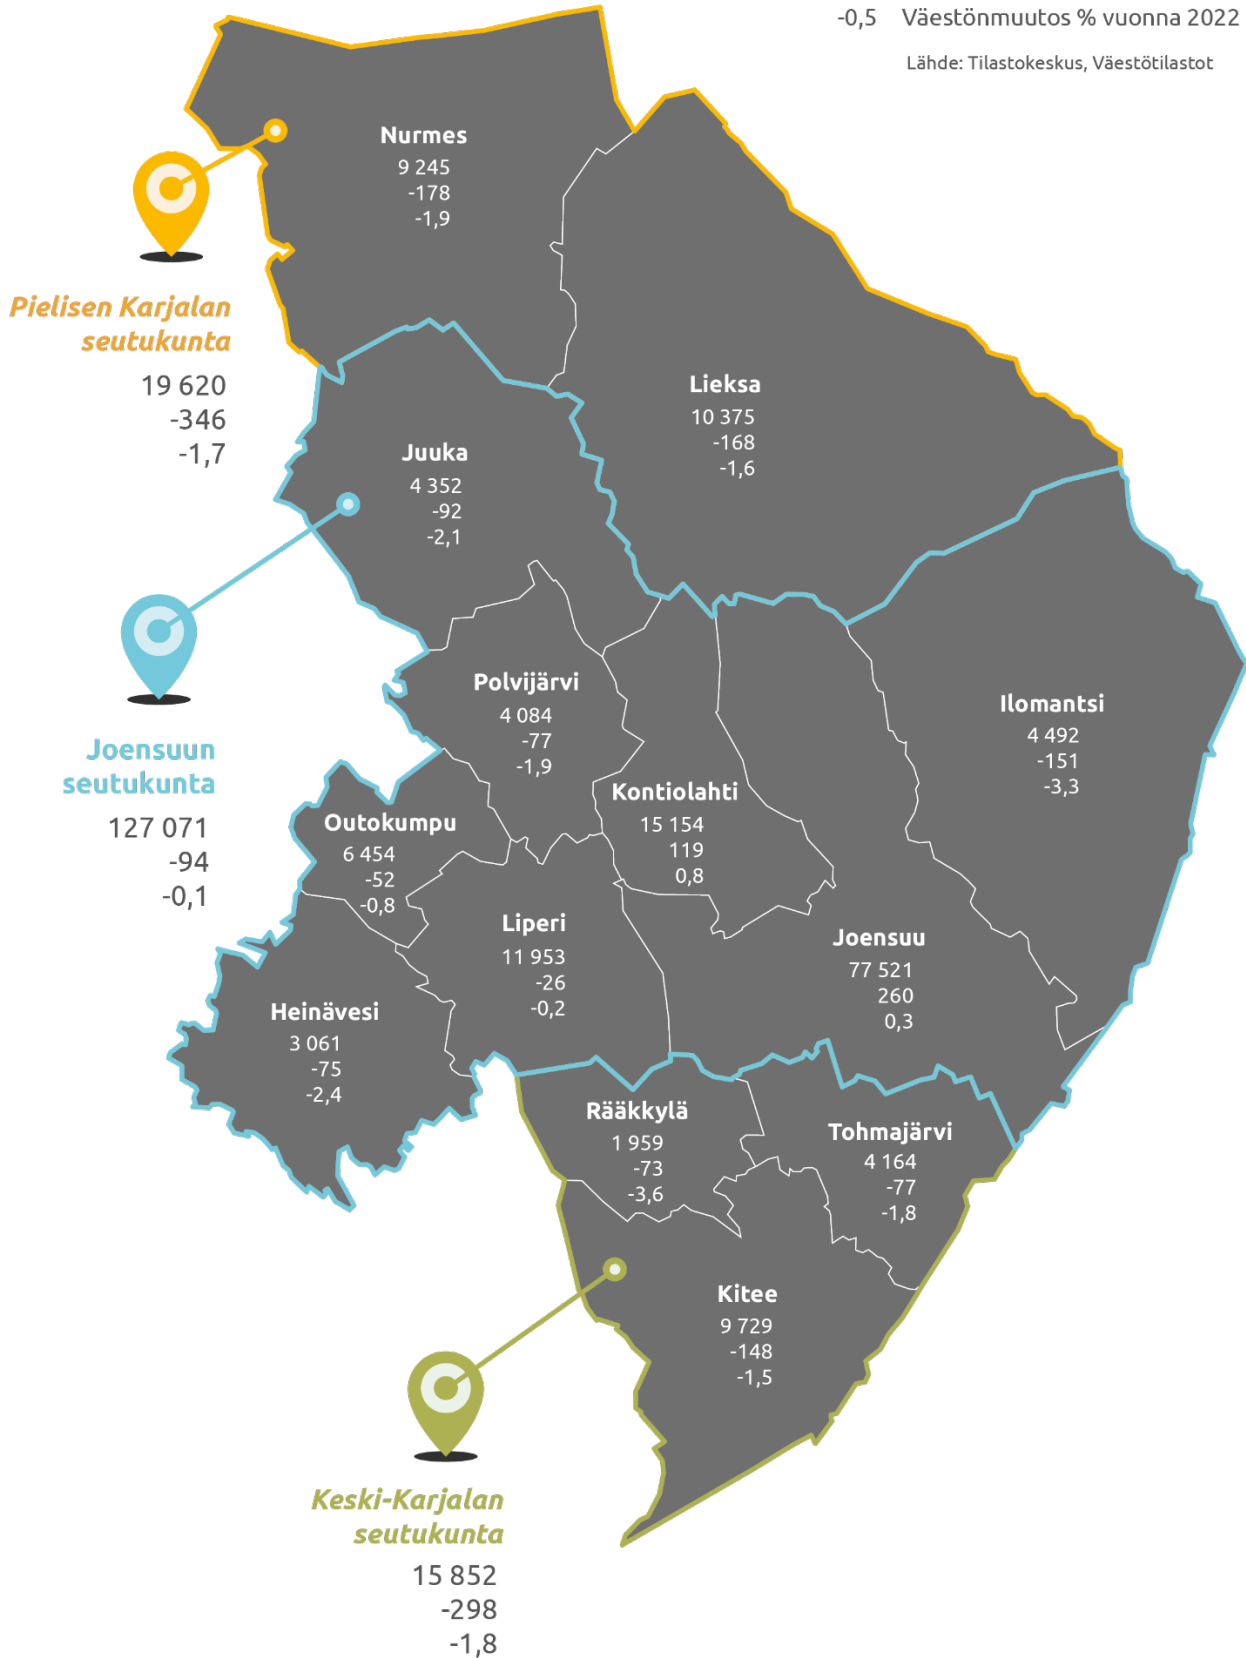 -0,5 Väestönmuutos % vuonna 2022
Lähde: Tilastokeskus, Väestötilastot
Nurmes
9 245
-178
-1,9
Pielisen Karjalan
seutukunta
19 620
-346
-1,7
Lieksa
10 375
-168
-1,6
Juuka
4 352
-92
-2,1
Polvijärvi
4 084
-77
-1,9
Ilomantsi
4 492
-151
-3,3
Joensuun
seutukunta
127 071
-94
-0,1
Kontiolahti
15 154
119
0,8
Outokumpu
6 454
-52
-0,8
Liperi
11 953
-26
-0,2
Joensuu
77 521
260
0,3
Heinävesi
3 061
-75
-2,4
Rääkkylä
1 959
-73
-3,6
Tohmajärvi
4 164
-77
-1,8
Kitee
9 729
-148
-1,5
Keski-Karjalan
seutukunta
15 852
-298
-1,8